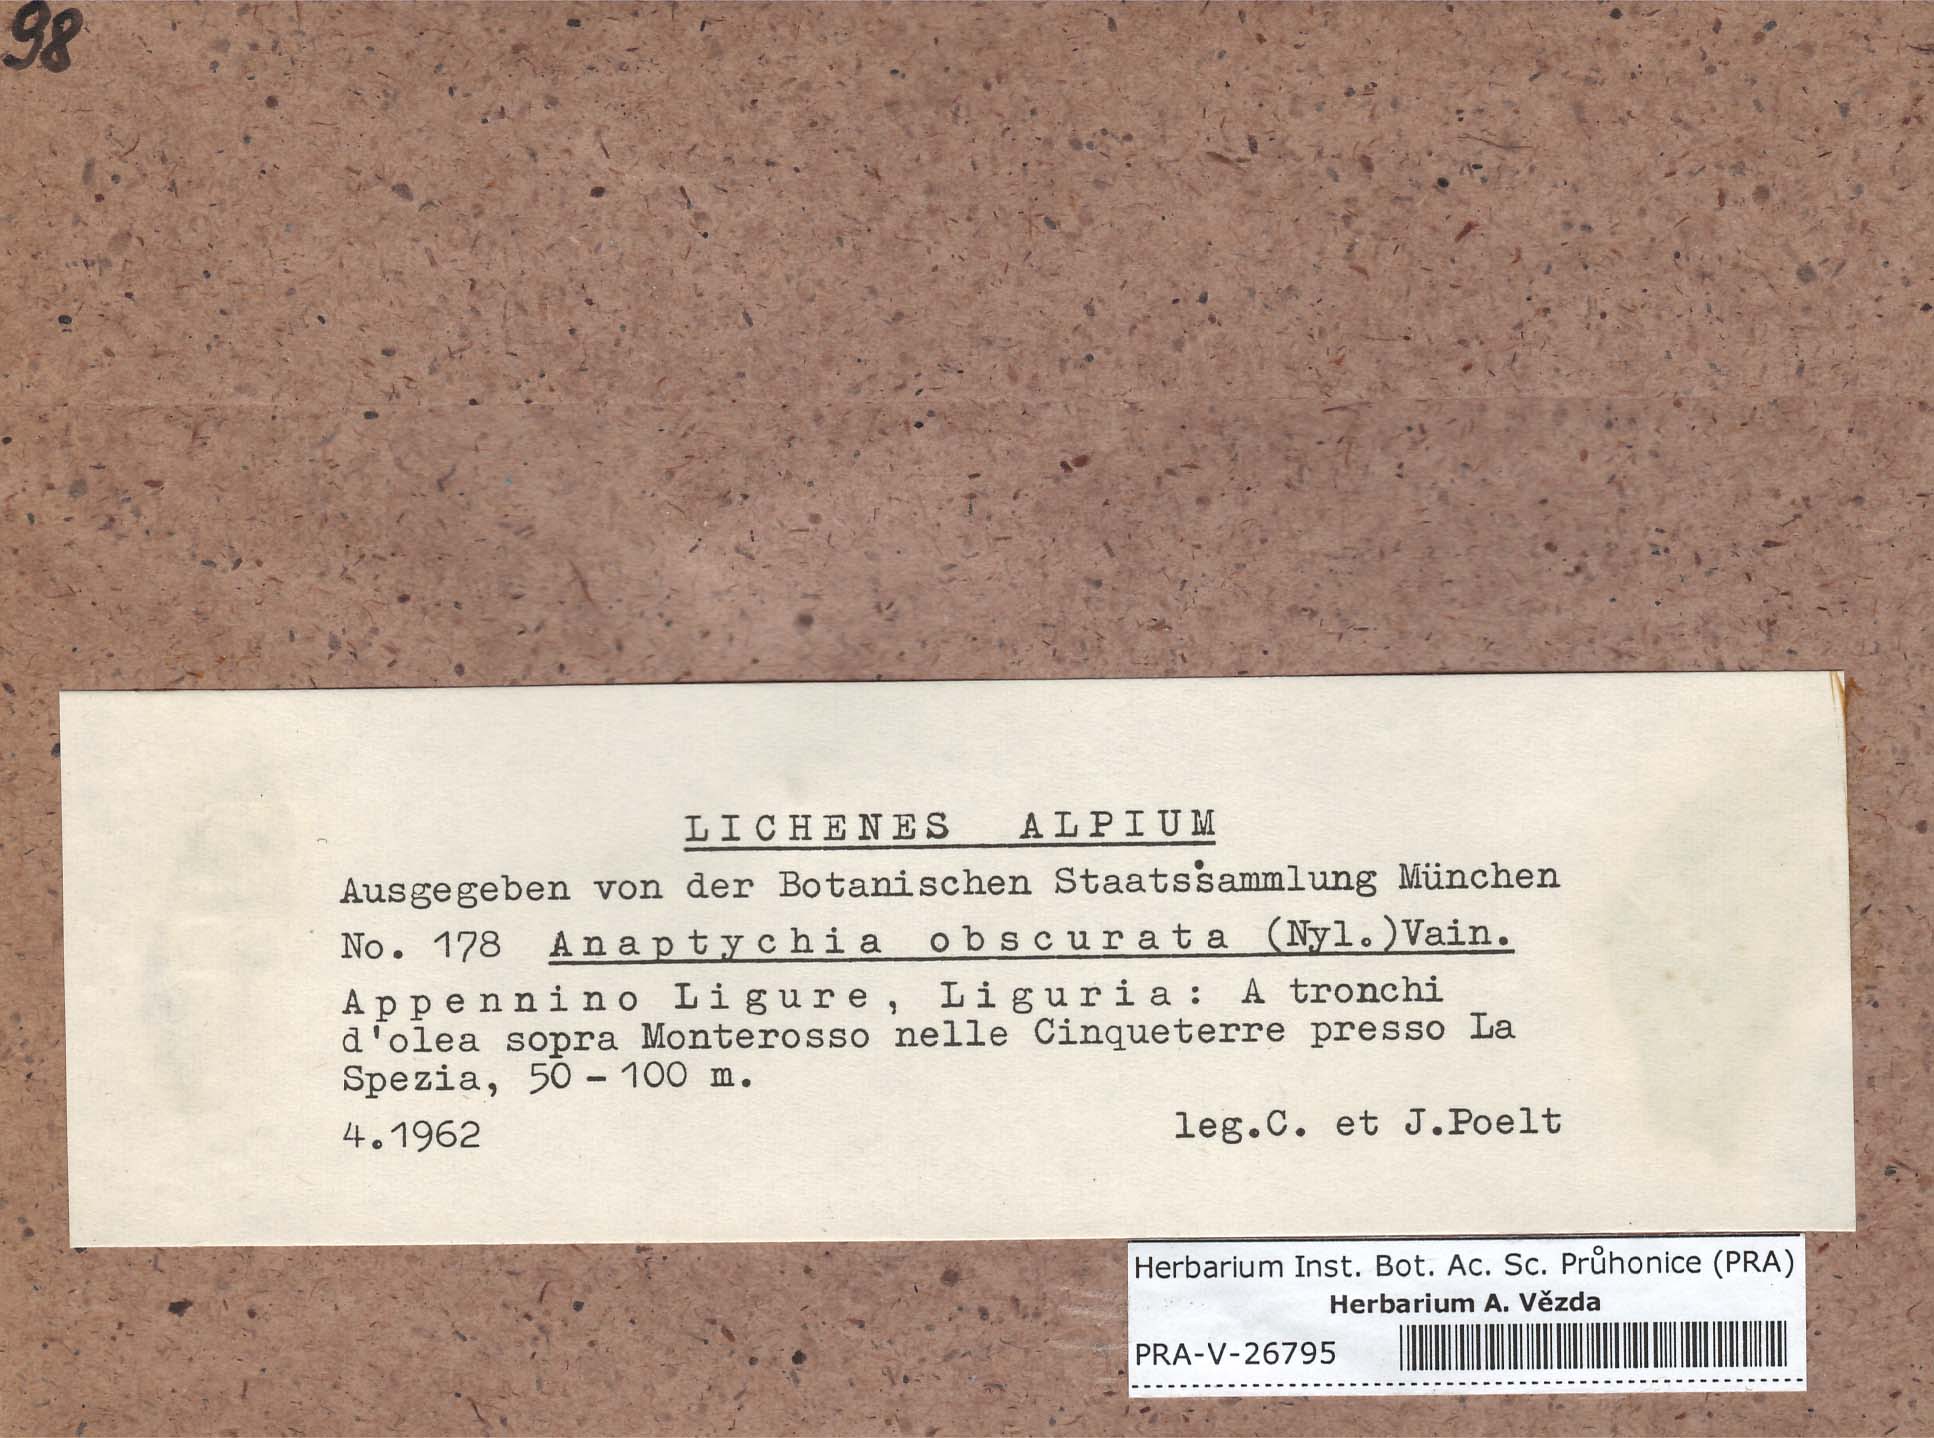 98
LICHENES ALPIUM
Ausgegeben von der Botanischen Staatssammlung München
No. 178 Anaptychia obscurata (Nyl.)Vain.
Appennino Ligure, Liguria: A tronchi
d'olea sopra Monterosso nelle Cinqueterre presso La
Spezia, 50 - 100 m.
4.1962 leg.C. et J.Poelt
Herbarium Inst. Bot. Ac. Sc. Průhonice (PRA)
Herbarium A. Vězda
PRA-V-26795